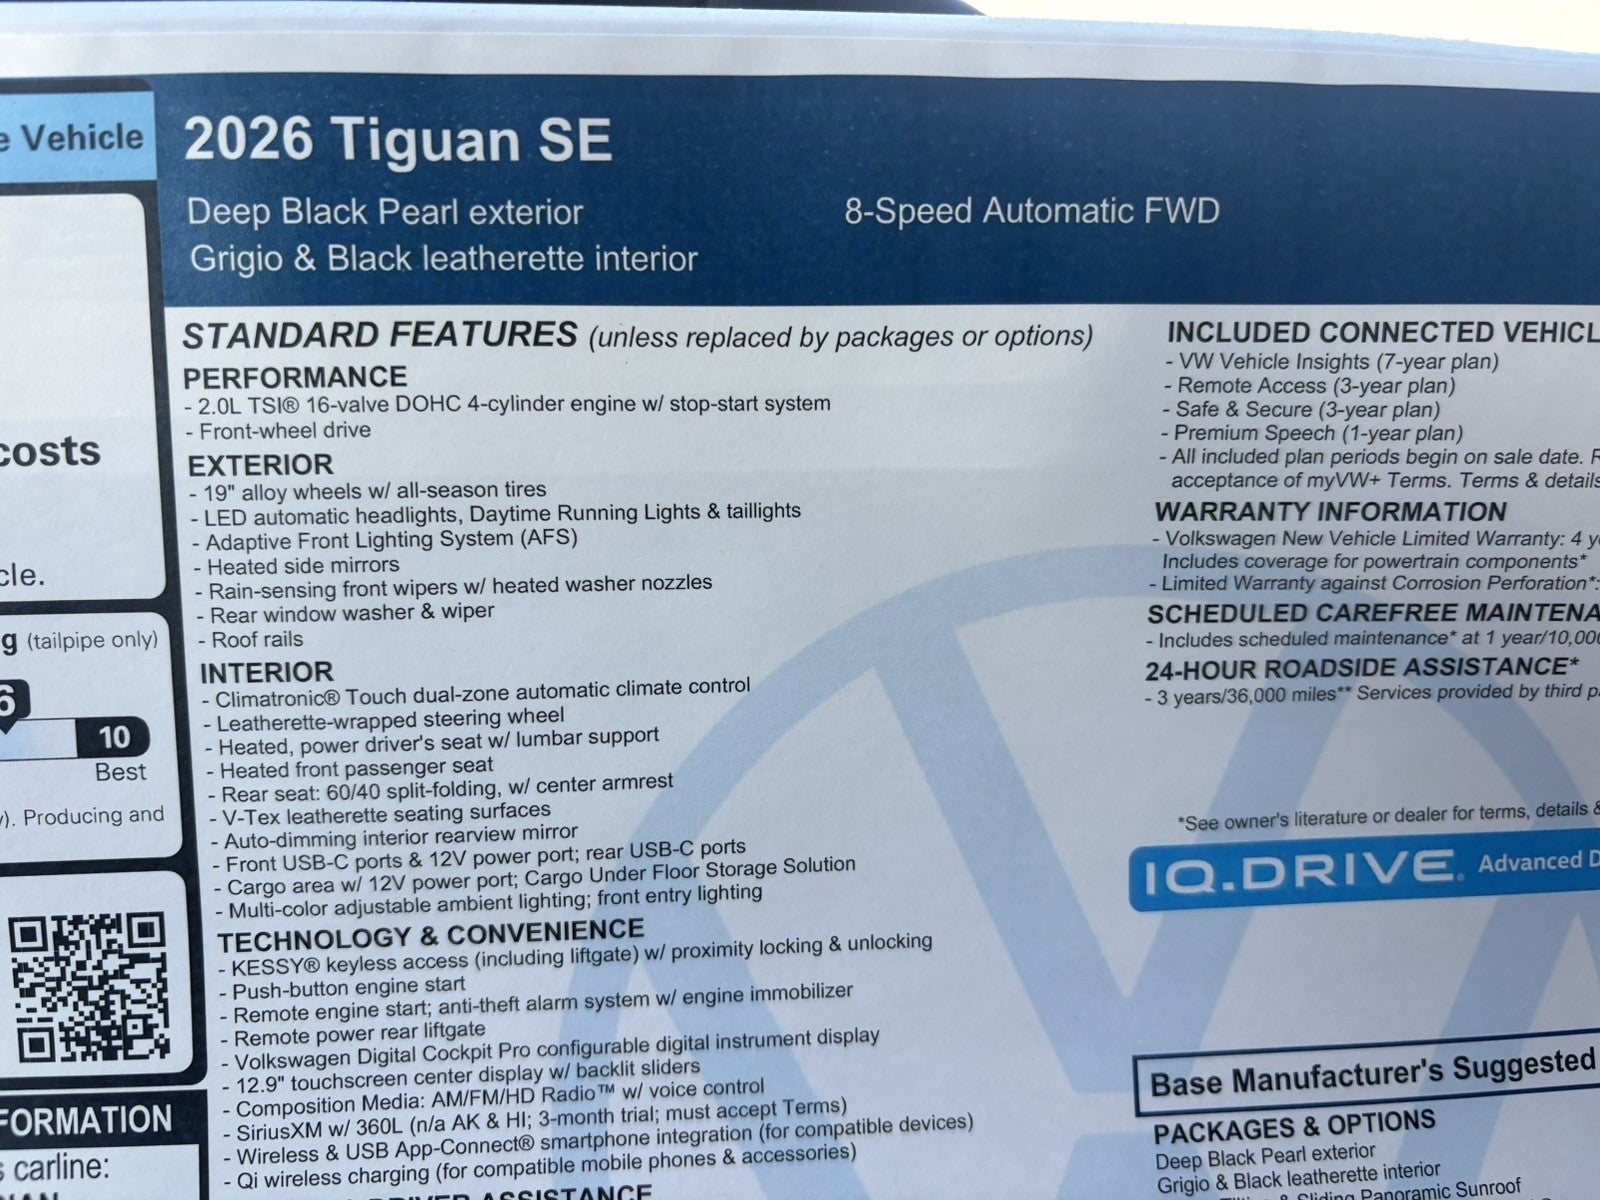 e Vehicle
costs
cle.
g (tailpipe only)
6
10
Best
). Producing and
FORMATION
s carline:
2026 Tiguan SE
Deep Black Pearl exterior
8-Speed Automatic FWD
Grigio & Black leatherette interior
STANDARD FEATURES (unless replaced by packages or options)
PERFORMANCE
- 2.0L TSI® 16-valve DOHC 4-cylinder engine w/ stop-start system
- Front-wheel drive
EXTERIOR
- 19" alloy wheels w/ all-season tires
- LED automatic headlights, Daytime Running Lights & taillights
- Adaptive Front Lighting System (AFS)
- Heated side mirrors
- Rain-sensing front wipers w/ heated washer nozzles
- Rear window washer & wiper
- Roof rails
INTERIOR
- Climatronic® Touch dual-zone automatic climate control
- Leatherette-wrapped steering wheel
- Heated, power driver's seat w/ lumbar support
- Heated front passenger seat
- Rear seat: 60/40 split-folding, w/ center armrest
- V-Tex leatherette seating surfaces
- Auto-dimming interior rearview mirror
- Front USB-C ports & 12V power port; rear USB-C ports
- Cargo area w/ 12V power port; Cargo Under Floor Storage Solution
- Multi-color adjustable ambient lighting; front entry lighting
TECHNOLOGY & CONVENIENCE
- KESSY® keyless access (including liftgate) w/ proximity locking & unlocking
- Push-button engine start
- Remote engine start; anti-theft alarm system w/ engine immobilizer
- Remote power rear liftgate
- Volkswagen Digital Cockpit Pro configurable digital instrument display
- 12.9" touchscreen center display w/ backlit sliders
- Composition Media: AM/FM/HD Radio™ w/ voice control
- SiriusXM w/ 360L (n/a AK & HI; 3-month trial; must accept Terms)
- Wireless & USB App-Connect® smartphone integration (for compatible devices)
- Qi wireless charging (for compatible mobile phones & accessories)
DRIVER ASSISTANCE
INCLUDED CONNECTED VEHICL
- VW Vehicle Insights (7-year plan)
- Remote Access (3-year plan)
- Safe & Secure (3-year plan)
- Premium Speech (1-year plan)
- All included plan periods begin on sale date. R
acceptance of myVW+ Terms. Terms & details
WARRANTY INFORMATION
- Volkswagen New Vehicle Limited Warranty: 4 ye
Includes coverage for powertrain components*
- Limited Warranty against Corrosion Perforation*:
SCHEDULED CAREFREE MAINTENA
- Includes scheduled maintenance* at 1 year/10,000
24-HOUR ROADSIDE ASSISTANCE*
- 3 years/36,000 miles** Services provided by third pa
*See owner's literature or dealer for terms, details &
IQ.DRIVE® Advanced D
Base Manufacturer's Suggested
PACKAGES & OPTIONS
Deep Black Pearl exterior
Grigio & Black leatherette interior
& Sliding Panoramic Sunroof